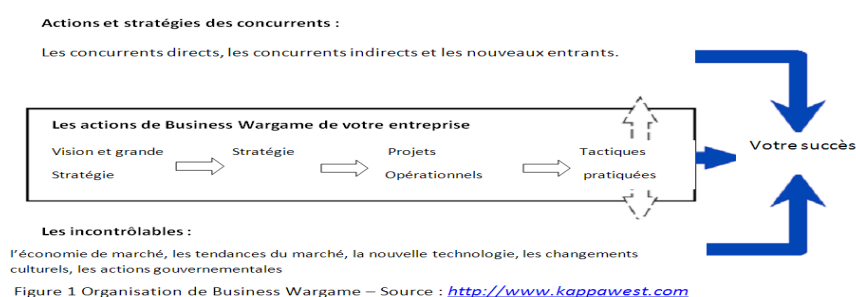 Actions et stratégies des concurrents :
Les concurrents directs, les concurrents indirects et les nouveaux entrants.
Les actions de Business Wargame de votre entreprise
Vision et grande Stratégie
Stratégie
Projets Opérationnels
Tactiques pratiquées
Votre succès
Les incontrôlables :
l’économie de marché, les tendances du marché, la nouvelle technologie, les changements
culturels, les actions gouvernementales
Figure 1 Organisation de Business Wargame – Source : http://www.kappawest.com